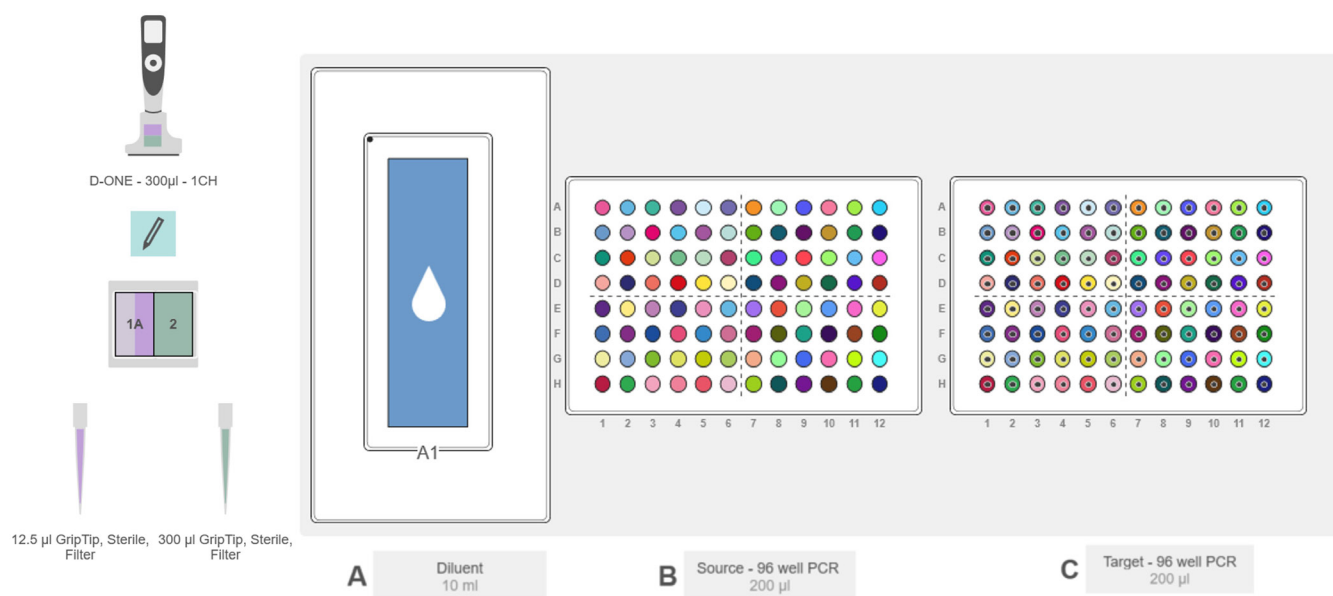 D-ONE - 300µl - 1CH
1A 2
12.5 µl GripTip, Sterile, Filter
300 µl GripTip, Sterile, Filter
A1
A
B
C
D
E
F
G
H
1 2 3 4 5 6 7 8 9 10 11 12
A
B
C
D
E
F
G
H
1 2 3 4 5 6 7 8 9 10 11 12
A
Diluent
10 ml
B
Source - 96 well PCR
200 µl
C
Target - 96 well PCR
200 µl